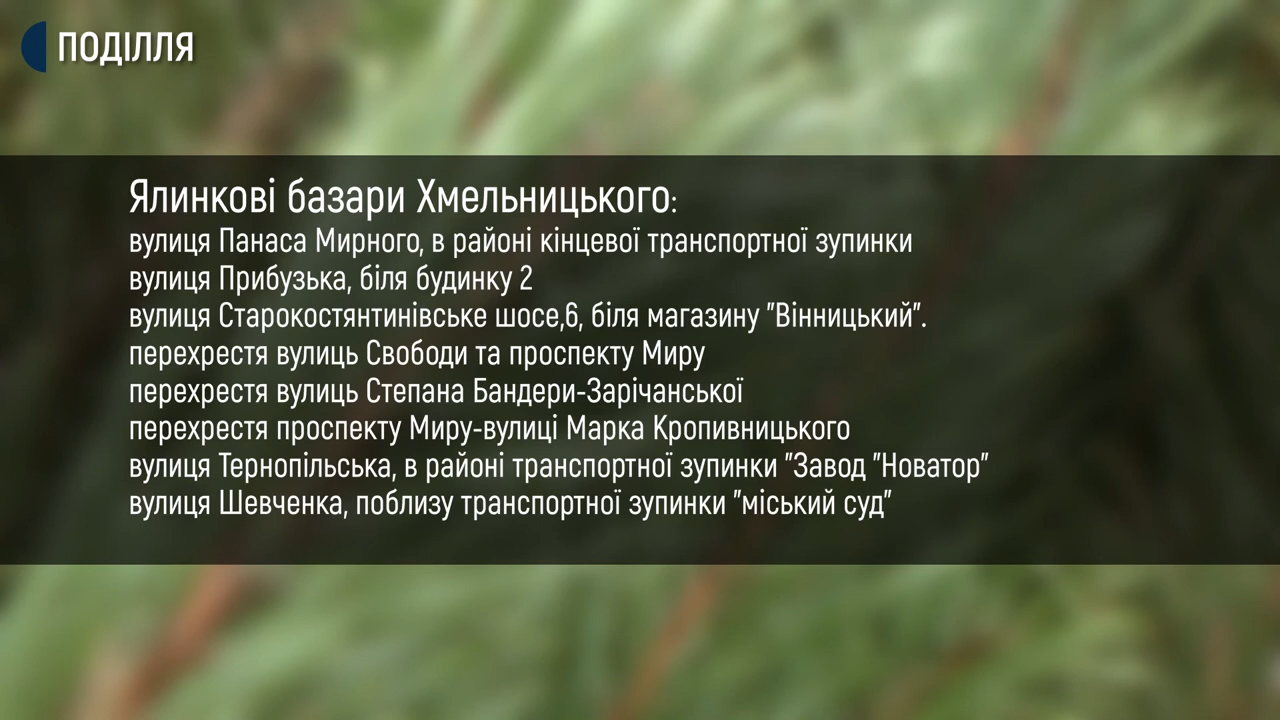 ПОДІЛЛЯ
Ялинкові базари Хмельницького:
вулиця Панаса Мирного, в районі кінцевої транспортної зупинки
вулиця Прибузька, біля будинку 2
вулиця Старокостянтинівське шосе,6, біля магазину "Вінницький".
перехрестя вулиць Свободи та проспекту Миру
перехрестя вулиць Степана Бандери-Зарічанської
перехрестя проспекту Миру-вулиці Марка Кропивницького
вулиця Тернопільська, в районі транспортної зупинки "Завод "Новатор"
вулиця Шевченка, поблизу транспортної зупинки "міський суд"